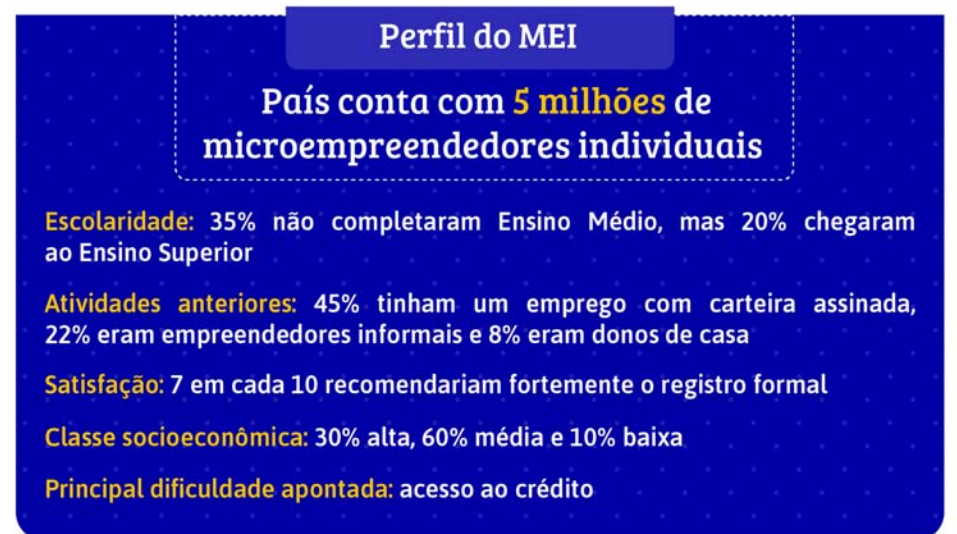 Perfil do MEI
País conta com 5 milhões de
microempreendedores individuais
Escolaridade: 35% não completaram Ensino Médio, mas 20% chegaram
ao Ensino Superior
Atividades anteriores: 45% tinham um emprego com carteira assinada,
22% eram empreendedores informais e 8% eram donos de casa
Satisfação: 7 em cada 10 recomendariam fortemente o registro formal
Classe socioeconômica: 30% alta, 60% média e 10% baixa
Principal dificuldade apontada: acesso ao crédito